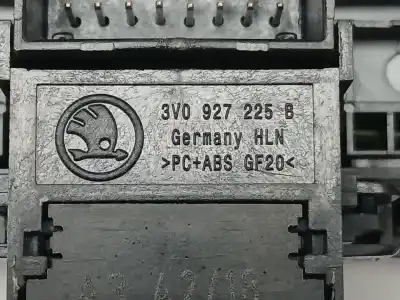 3V0 927 225 B
Germany HLN
>PC+ABS GF20<